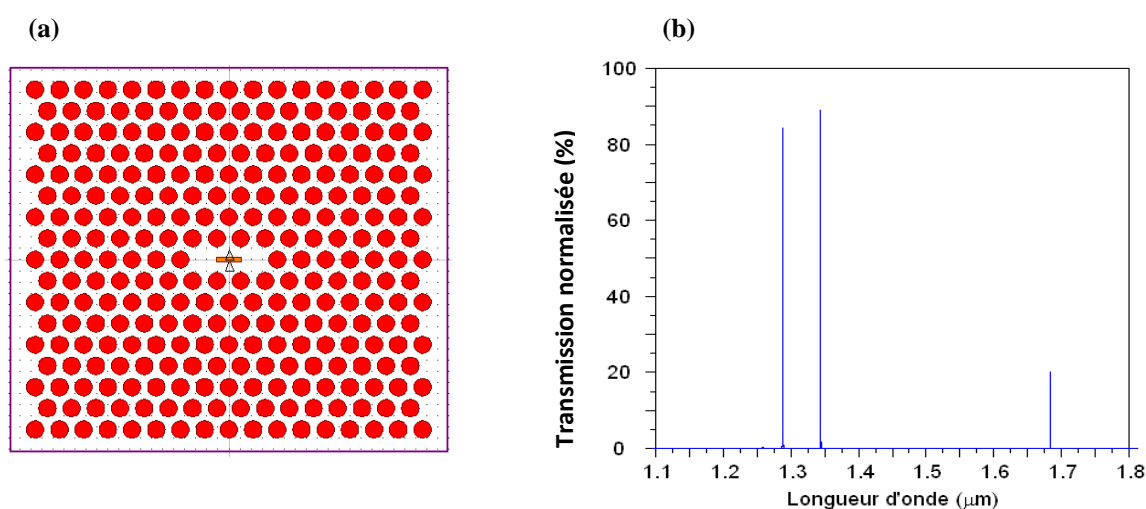 (a)
(b)
Transmission normalisée (%)
100
80
60
40
20
0
1.1 1.2 1.3 1.4 1.5 1.6 1.7 1.8
Longueur d'onde (μm)